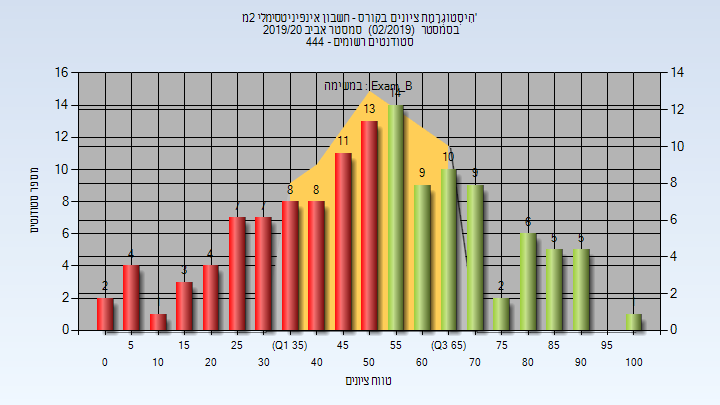 היסטוגרמת ציונים בקורס - חשבון אינפיניטסימלי 2מ'
בסמסטר (02/2019) סמסטר אביב 2019/20
סטודנטים רשומים - 444
במשימה : Exam_B
מספר סטודנטים
16 14 12 10 8 6 4 2 0
14 12 10 8 6 4 2 0
2 4 3 4 7 7 8 8 11 13 14 9 10 9 2 6 5 5
5 15 25 (Q1 35) 45 55 (Q3 65) 75 85 95
0 10 20 30 40 50 60 70 80 90 100
טווח ציונים